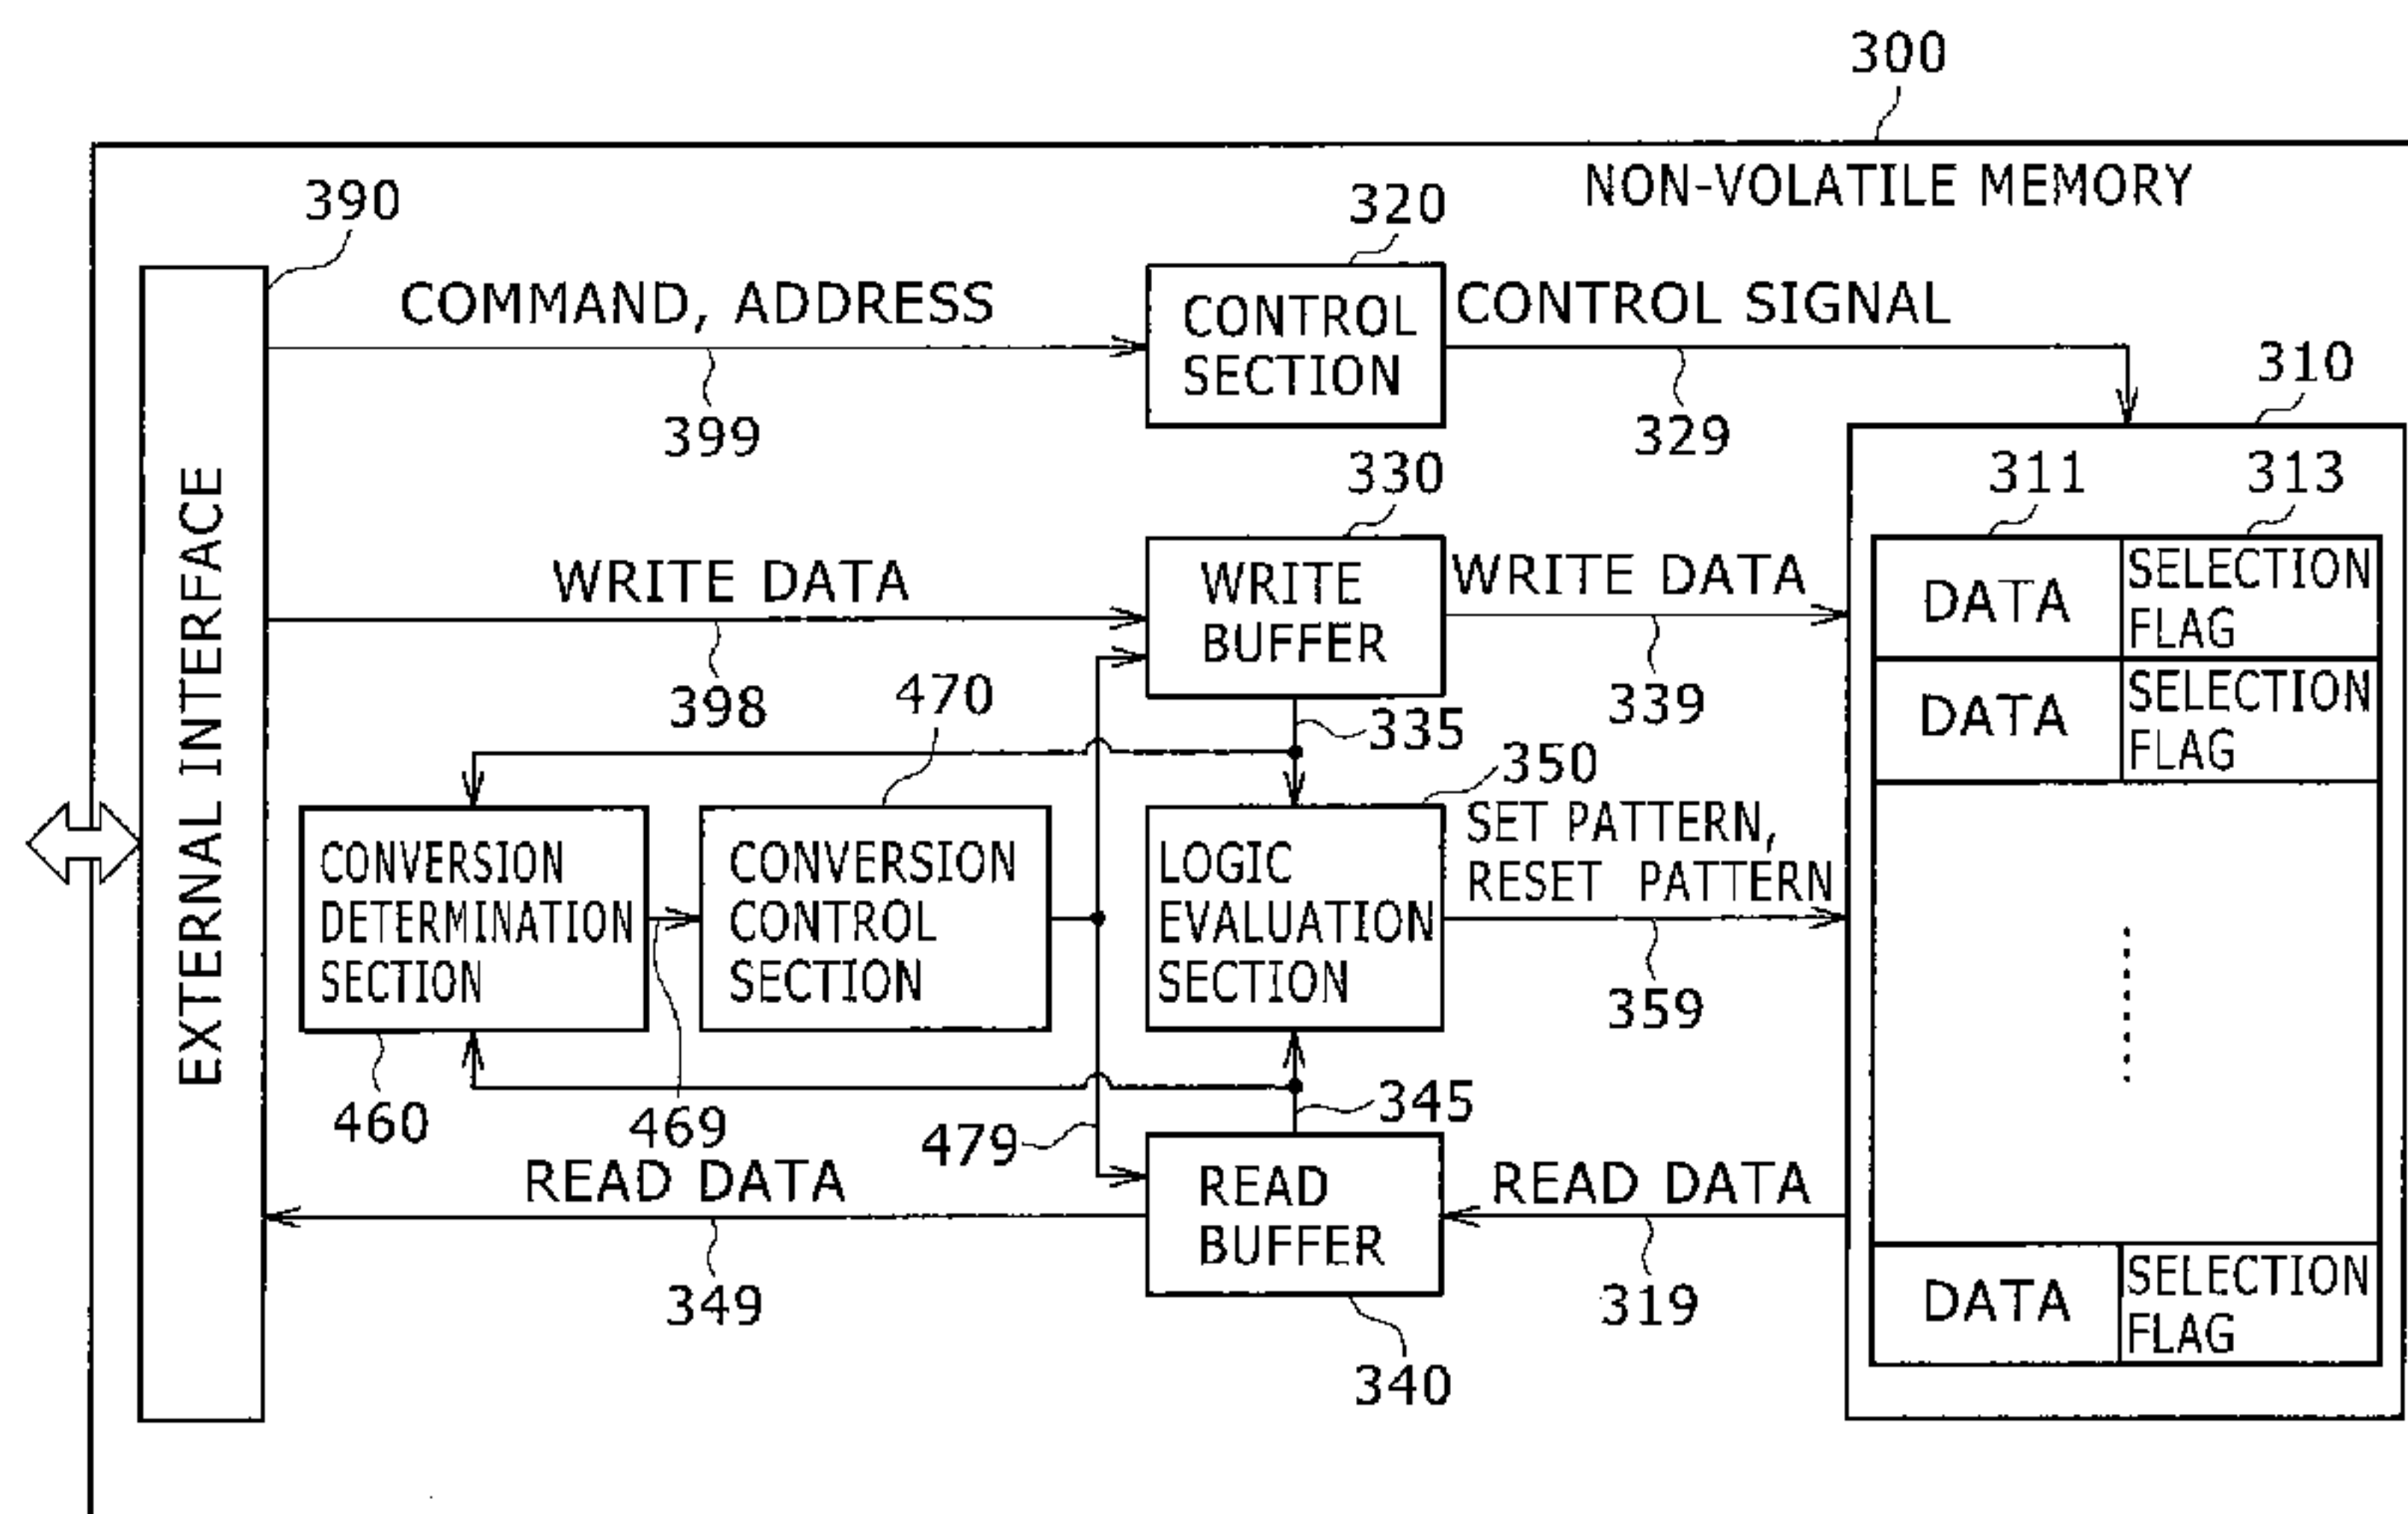 300
NON-VOLATILE MEMORY
390
320
COMMAND, ADDRESS
CONTROL
SECTION
CONTROL SIGNAL
399
329
310
EXTERNAL INTERFACE
330
311
313
WRITE DATA
WRITE
BUFFER
WRITE DATA
DATA
SELECTION
FLAG
398
339
470
335
DATA
SELECTION
FLAG
350
CONVERSION
DETERMINATION
SECTION
CONVERSION
CONTROL
SECTION
LOGIC
EVALUATION
SECTION
SET PATTERN,
RESET PATTERN
359
460
469
479
345
READ DATA
READ
BUFFER
READ DATA
349
319
340
DATA
SELECTION
FLAG